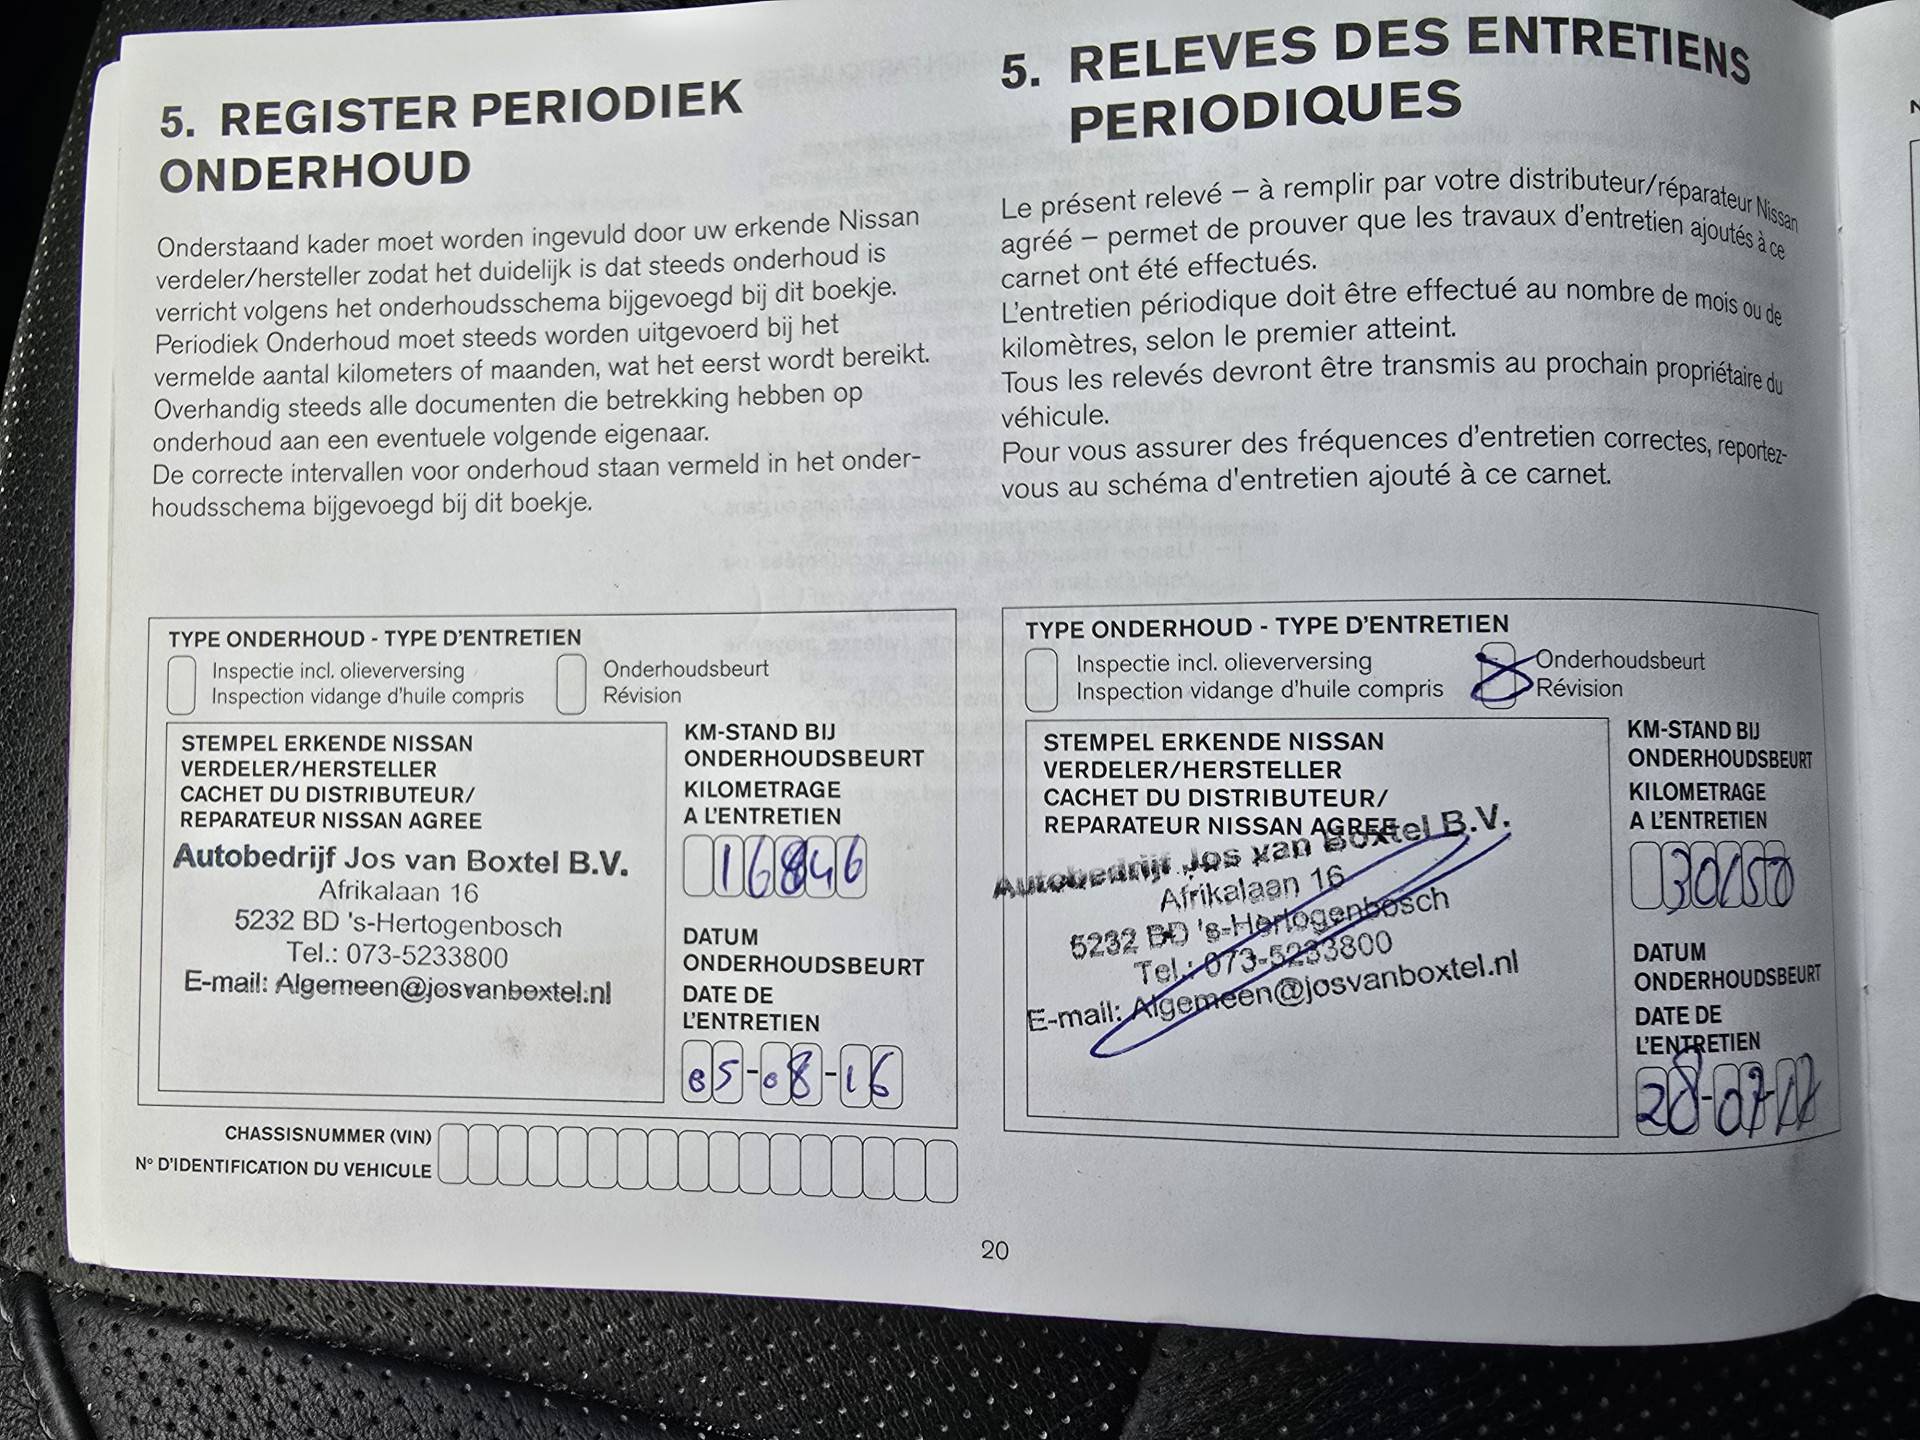 5. REGISTER PERIODIEK
ONDERHOUD
Onderstaand kader moet worden ingevuld door uw erkende Nissan
verdeler/hersteller zodat het duidelijk is dat steeds onderhoud is
verricht volgens het onderhoudsschema bijgevoegd bij dit boekje.
Periodiek Onderhoud moet steeds worden uitgevoerd bij het
vermelde aantal kilometers of maanden, wat het eerst wordt bereikt.
Overhandig steeds alle documenten die betrekking hebben op
onderhoud aan een eventuele volgende eigenaar.
De correcte intervallen voor onderhoud staan vermeld in het onder-
houdsschema bijgevoegd bij dit boekje.
5. RELEVES DES ENTRETIENS
PERIODIQUES
Le présent relevé – à remplir par votre distributeur/réparateur Nissan
agréé – permet de prouver que les travaux d'entretien ajoutés à ce
carnet ont été effectués.
L'entretien périodique doit être effectué au nombre de mois ou de
kilomètres, selon le premier atteint.
Tous les relevés devront être transmis au prochain propriétaire du
véhicule.
Pour vous assurer des fréquences d'entretien correctes, reportez-
vous au schéma d'entretien ajouté à ce carnet.
TYPE ONDERHOUD - TYPE D'ENTRETIEN
Inspectie incl. olieverversing
Inspection vidange d'huile compris
Onderhoudsbeurt
Révision
STEMPEL ERKENDE NISSAN
VERDELER/HERSTELLER
CACHET DU DISTRIBUTEUR/
REPARATEUR NISSAN AGREE
Autobedrijf Jos van Boxtel B.V.
Afrikalaan 16
5232 BD 's-Hertogenbosch
Tel.: 073-5233800
E-mail: Algemeen@josvanboxtel.nl
KM-STAND BIJ
ONDERHOUDSBEURT
KILOMETRAGE
A L'ENTRETIEN
16846
DATUM
ONDERHOUDSBEURT
DATE DE
L'ENTRETIEN
05-08-16
CHASSISNUMMER (VIN)
N° D'IDENTIFICATION DU VEHICULE
TYPE ONDERHOUD - TYPE D'ENTRETIEN
Inspectie incl. olieverversing
Inspection vidange d'huile compris
Onderhoudsbeurt
Révision
STEMPEL ERKENDE NISSAN
VERDELER/HERSTELLER
CACHET DU DISTRIBUTEUR/
REPARATEUR NISSAN AGREE
Autobedrijf Jos van Boxtel B.V.
Afrikalaan 16
5232 BD 's-Hertogenbosch
Tel.: 073-5233800
E-mail: Algemeen@josvanboxtel.nl
KM-STAND BIJ
ONDERHOUDSBEURT
KILOMETRAGE
A L'ENTRETIEN
30150
DATUM
ONDERHOUDSBEURT
DATE DE
L'ENTRETIEN
28-07-17
20